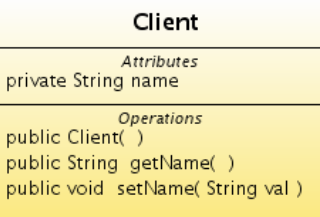 Client
Attributes
private String name
Operations
public Client( )
public String getName( )
public void setName( String val )